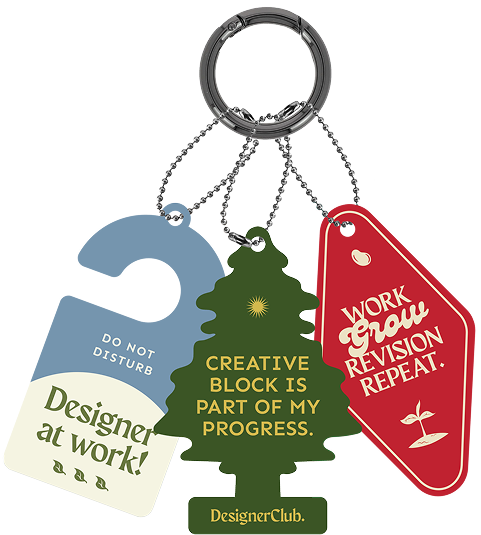 DO NOT
DISTURB
Designer
at work!
CREATIVE
BLOCK IS
PART OF MY
PROGRESS.
DesignerClub.
WORK
Grow
REVISION
REPEAT.